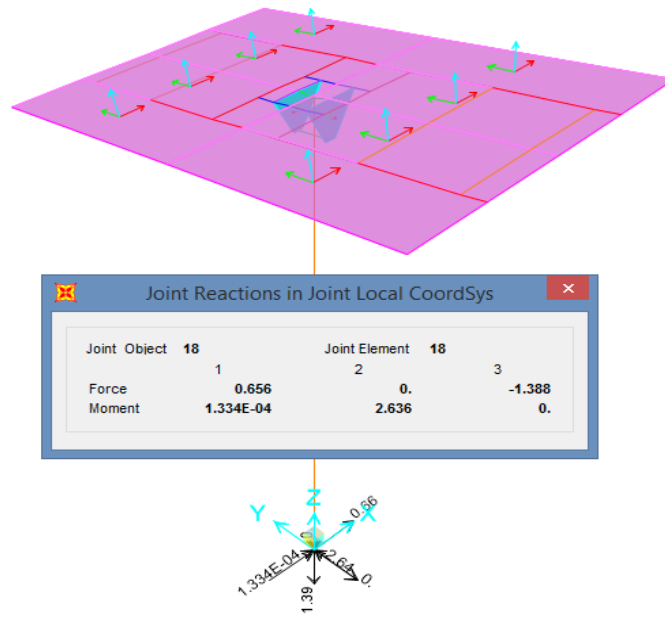 Joint Reactions in Joint Local CoordSys
Joint Object 18 Joint Element 18
1 2 3
Force 0.656 0. -1.388
Moment 1.334E-04 2.636 0.
Z
Y X
0.66
0
1.334E-04 2.64 0.
1.39